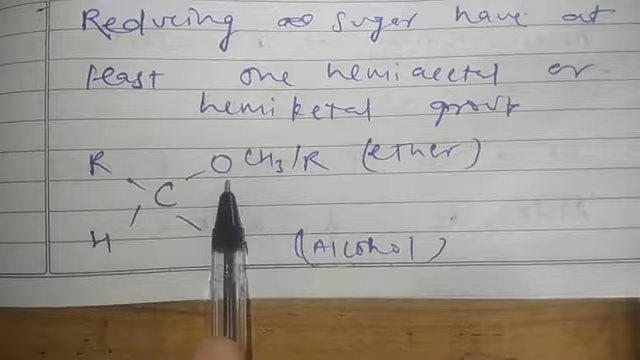 Reducing sugar have at
least one hemiacetal or
hemiketal group
R O CH3/R (ether)
C
H (Alcohol)